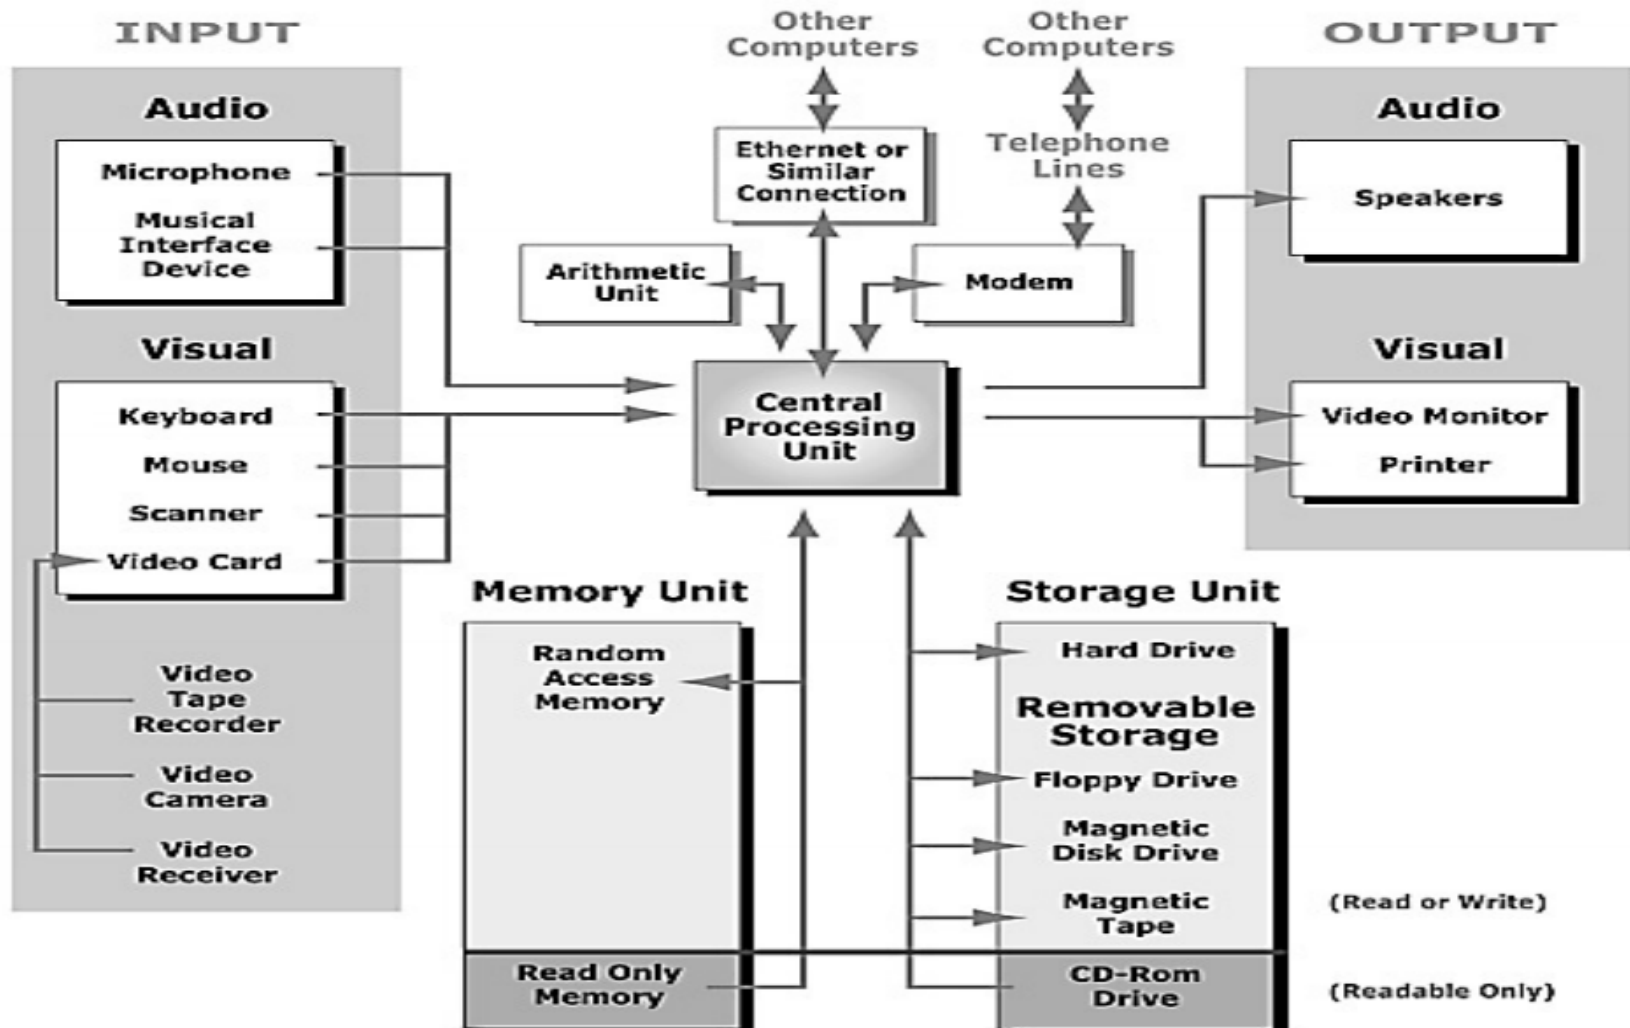 INPUT
Audio
Microphone
Musical
Interface
Device
Visual
Keyboard
Mouse
Scanner
Video Card
Video
Tape
Recorder
Video
Camera
Video
Receiver
Other
Computers
Ethernet or
Similar
Connection
Other
Computers
Telephone
Lines
Arithmetic
Unit
Modem
Central
Processing
Unit
Memory Unit
Random
Access
Memory
Read Only
Memory
Storage Unit
Hard Drive
Removable
Storage
Floppy Drive
Magnetic
Disk Drive
Magnetic
Tape
CD-Rom
Drive
(Read or Write)
(Readable Only)
OUTPUT
Audio
Speakers
Visual
Video Monitor
Printer